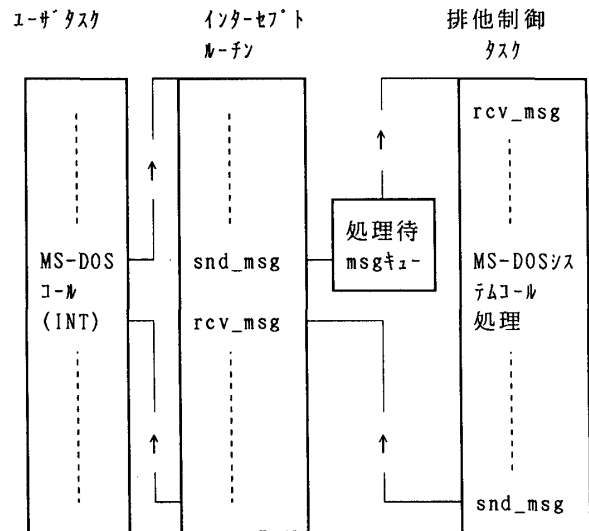 ﾕｰｻﾞﾀｽｸ
ｲﾝﾀｰｾﾌﾟﾄ
ﾙｰﾁﾝ
排他制御
ﾀｽｸ
MS-DOS
ｺｰﾙ
(INT)
snd_msg
rcv_msg
処理待
msgｷｭｰ
rcv_msg
MS-DOSｼｽ
ﾃﾑｺｰﾙ
処理
snd_msg